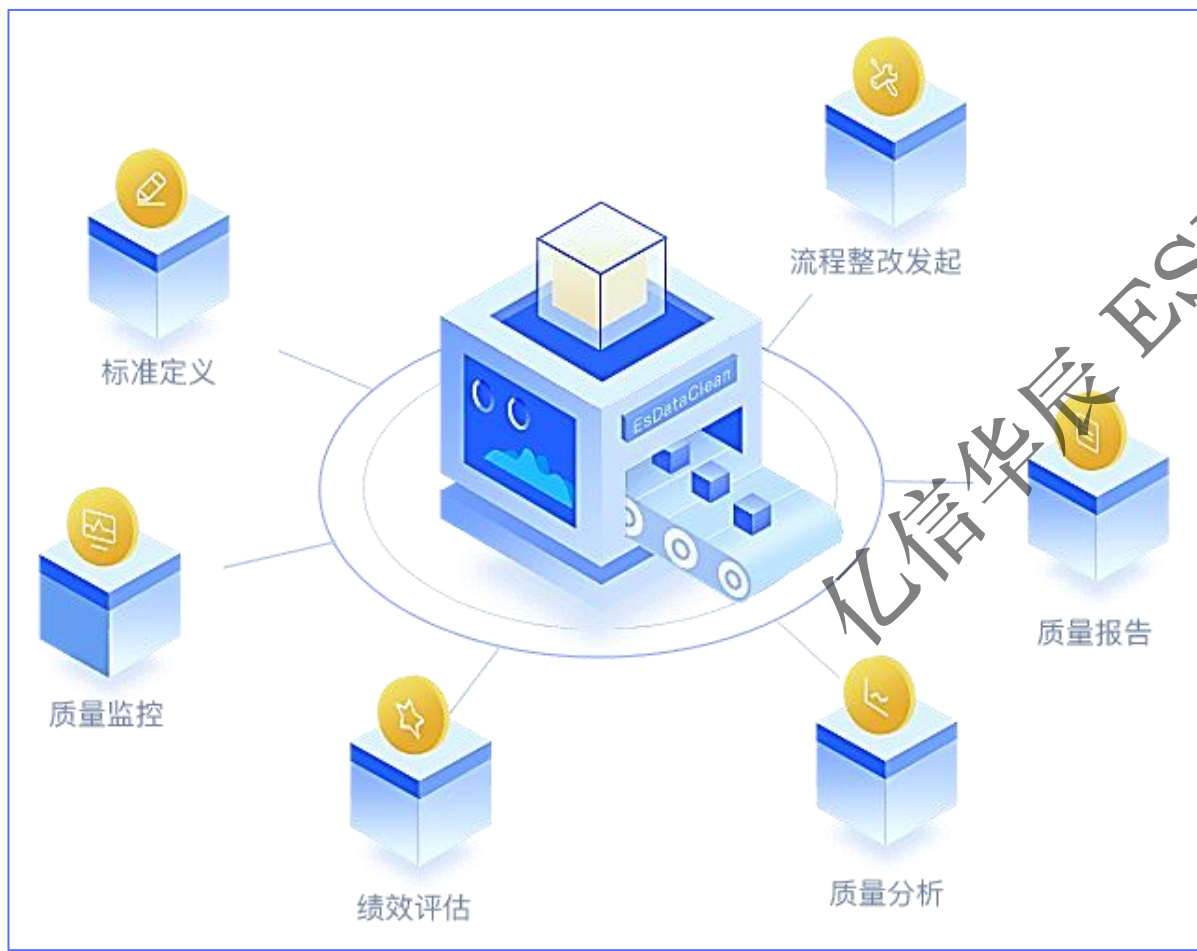 流程整改发起
标准定义
EsDataClean
亿信华辰 ES
质量报告
质量监控
质量分析
绩效评估